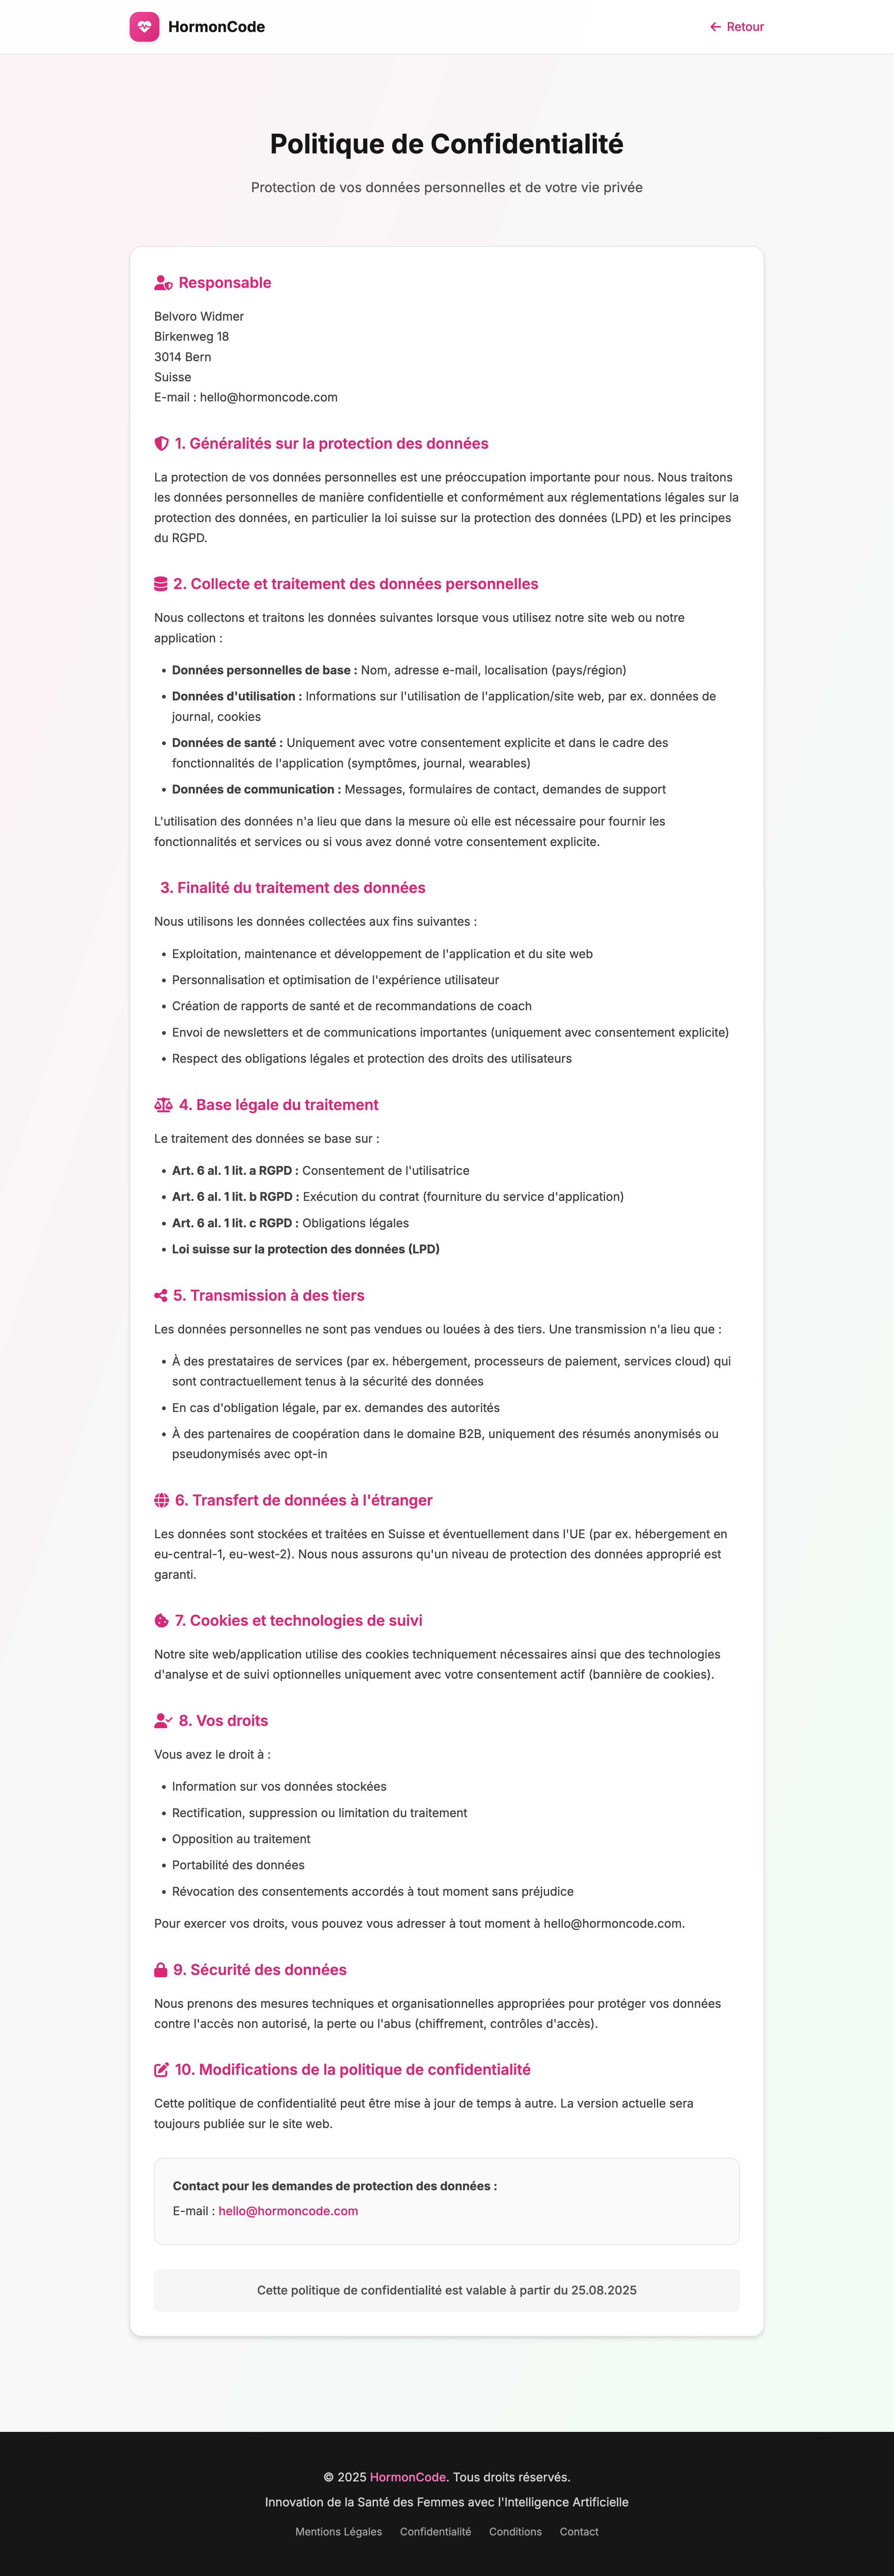 HormonCode
Retour
Politique de Confidentialité
Protection de vos données personnelles et de votre vie privée
Responsable
Belvoro Widmer
Birkenweg 18
3014 Bern
Suisse
E-mail : hello@hormoncode.com
1. Généralités sur la protection des données
La protection de vos données personnelles est une préoccupation importante pour nous. Nous traitons
les données personnelles de manière confidentielle et conformément aux réglementations légales sur la
protection des données, en particulier la loi suisse sur la protection des données (LPD) et les principes
du RGPD.
2. Collecte et traitement des données personnelles
Nous collectons et traitons les données suivantes lorsque vous utilisez notre site web ou notre
application :
• Données personnelles de base : Nom, adresse e-mail, localisation (pays/région)
• Données d'utilisation : Informations sur l'utilisation de l'application/site web, par ex. données de
journal, cookies
• Données de santé : Uniquement avec votre consentement explicite et dans le cadre des
fonctionnalités de l'application (symptômes, journal, wearables)
• Données de communication : Messages, formulaires de contact, demandes de support
L'utilisation des données n'a lieu que dans la mesure où elle est nécessaire pour fournir les
fonctionnalités et services ou si vous avez donné votre consentement explicite.
3. Finalité du traitement des données
Nous utilisons les données collectées aux fins suivantes :
• Exploitation, maintenance et développement de l'application et du site web
• Personnalisation et optimisation de l'expérience utilisateur
• Création de rapports de santé et de recommandations de coach
• Envoi de newsletters et de communications importantes (uniquement avec consentement explicite)
• Respect des obligations légales et protection des droits des utilisateurs
4. Base légale du traitement
Le traitement des données se base sur :
• Art. 6 al. 1 lit. a RGPD : Consentement de l'utilisatrice
• Art. 6 al. 1 lit. b RGPD : Exécution du contrat (fourniture du service d'application)
• Art. 6 al. 1 lit. c RGPD : Obligations légales
• Loi suisse sur la protection des données (LPD)
5. Transmission à des tiers
Les données personnelles ne sont pas vendues ou louées à des tiers. Une transmission n'a lieu que :
• À des prestataires de services (par ex. hébergement, processeurs de paiement, services cloud) qui
sont contractuellement tenus à la sécurité des données
• En cas d'obligation légale, par ex. demandes des autorités
• À des partenaires de coopération dans le domaine B2B, uniquement des résumés anonymisés ou
pseudonymisés avec opt-in
6. Transfert de données à l'étranger
Les données sont stockées et traitées en Suisse et éventuellement dans l'UE (par ex. hébergement en
eu-central-1, eu-west-2). Nous nous assurons qu'un niveau de protection des données approprié est
garanti.
7. Cookies et technologies de suivi
Notre site web/application utilise des cookies techniquement nécessaires ainsi que des technologies
d'analyse et de suivi optionnelles uniquement avec votre consentement actif (bannière de cookies).
8. Vos droits
Vous avez le droit à :
• Information sur vos données stockées
• Rectification, suppression ou limitation du traitement
• Opposition au traitement
• Portabilité des données
• Révocation des consentements accordés à tout moment sans préjudice
Pour exercer vos droits, vous pouvez vous adresser à tout moment à hello@hormoncode.com.
9. Sécurité des données
Nous prenons des mesures techniques et organisationnelles appropriées pour protéger vos données
contre l'accès non autorisé, la perte ou l'abus (chiffrement, contrôles d'accès).
10. Modifications de la politique de confidentialité
Cette politique de confidentialité peut être mise à jour de temps à autre. La version actuelle sera
toujours publiée sur le site web.
Contact pour les demandes de protection des données :
E-mail : hello@hormoncode.com
Cette politique de confidentialité est valable à partir du 25.08.2025
© 2025 HormonCode. Tous droits réservés.
Innovation de la Santé des Femmes avec l'Intelligence Artificielle
Mentions Légales Confidentialité Conditions Contact